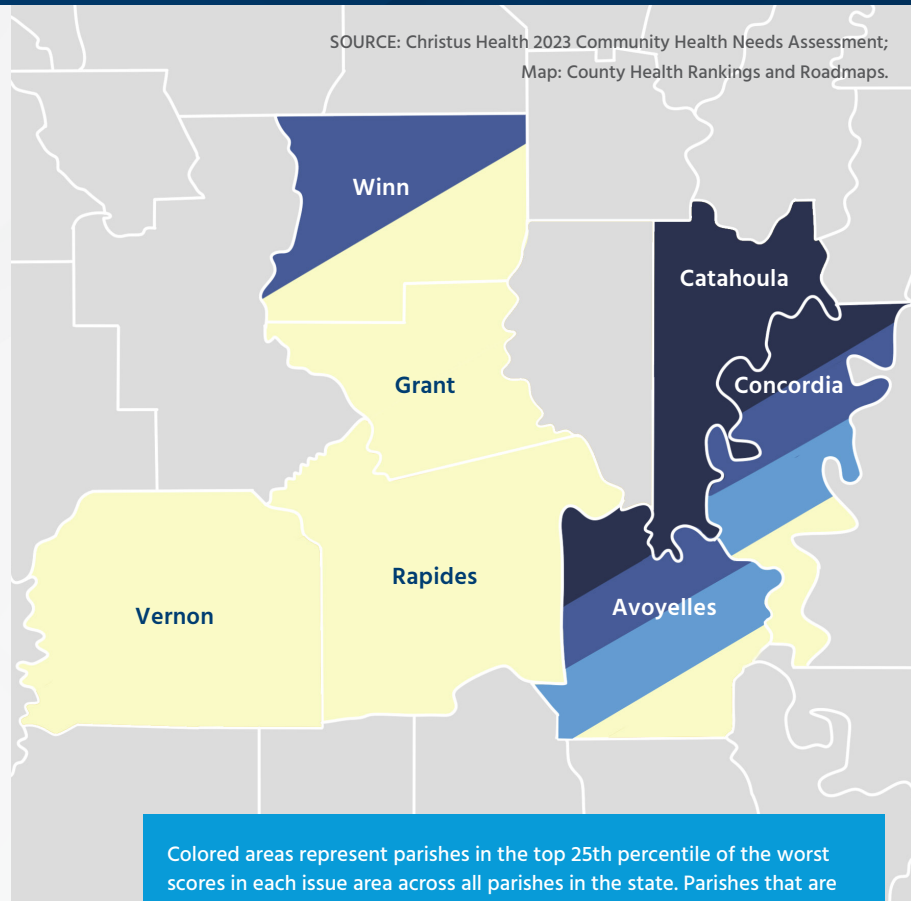 SOURCE: Christus Health 2023 Community Health Needs Assessment;
Map: County Health Rankings and Roadmaps.
Winn
Catahoula
Grant
Concordia
Rapides
Avoyelles
Vernon
Colored areas represent parishes in the top 25th percentile of the worst
scores in each issue area across all parishes in the state. Parishes that are